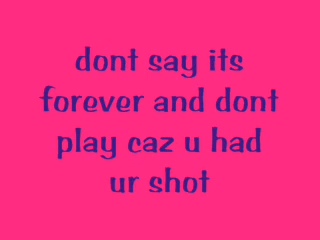 dont say its
forever and dont
play caz u had
ur shot